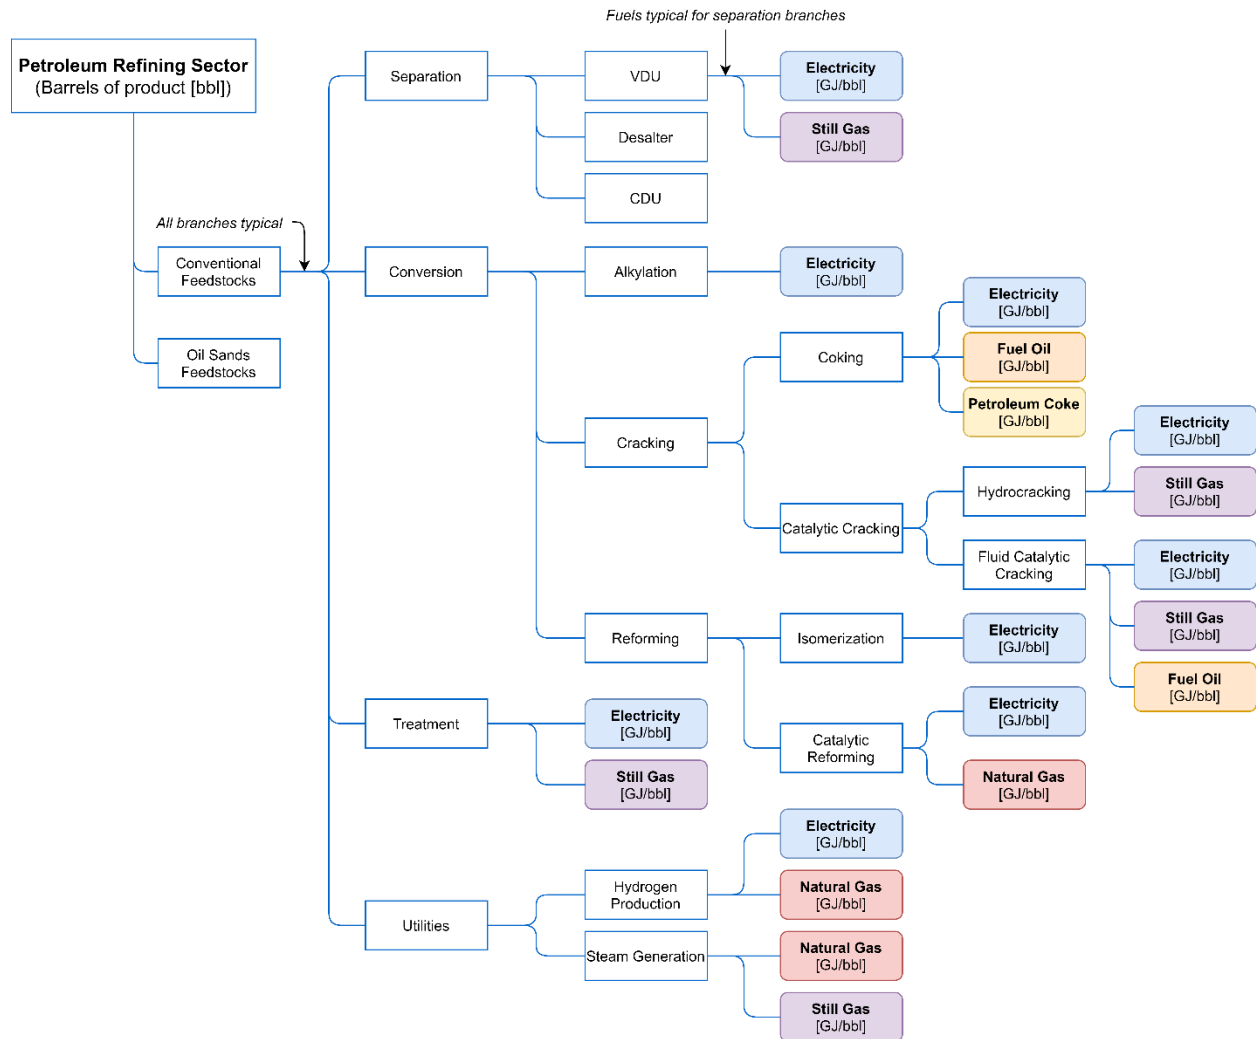 Fuels typical for separation branches
Petroleum Refining Sector
(Barrels of product [bbl])
Separation
VDU
Electricity
[GJ/bbl]
Desalter
Still Gas
[GJ/bbl]
CDU
All branches typical
Conventional
Feedstocks
Conversion
Alkylation
Electricity
[GJ/bbl]
Oil Sands
Feedstocks
Coking
Electricity
[GJ/bbl]
Fuel Oil
[GJ/bbl]
Petroleum Coke
[GJ/bbl]
Cracking
Catalytic Cracking
Hydrocracking
Electricity
[GJ/bbl]
Still Gas
[GJ/bbl]
Fluid Catalytic
Cracking
Electricity
[GJ/bbl]
Still Gas
[GJ/bbl]
Fuel Oil
[GJ/bbl]
Reforming
Isomerization
Electricity
[GJ/bbl]
Catalytic
Reforming
Electricity
[GJ/bbl]
Natural Gas
[GJ/bbl]
Treatment
Electricity
[GJ/bbl]
Still Gas
[GJ/bbl]
Utilities
Hydrogen
Production
Electricity
[GJ/bbl]
Natural Gas
[GJ/bbl]
Steam Generation
Natural Gas
[GJ/bbl]
Still Gas
[GJ/bbl]